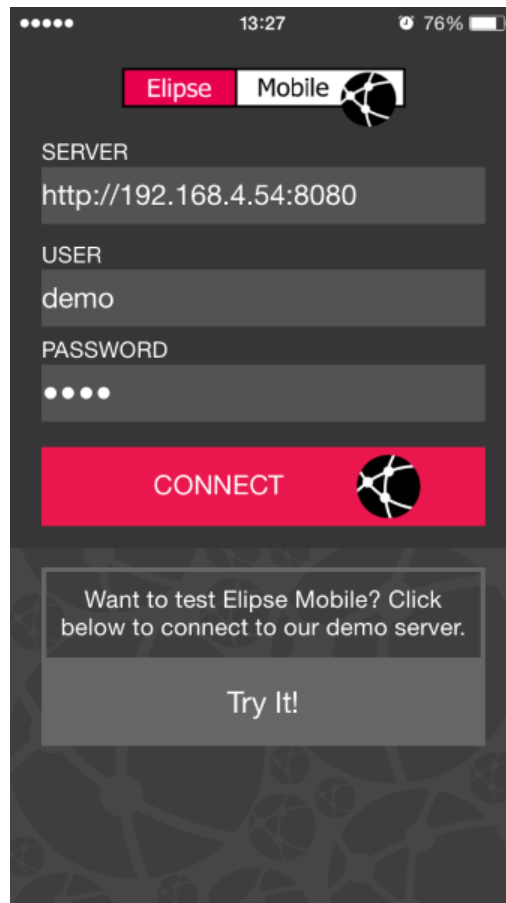 13:27
76%
Elipse Mobile
SERVER
http://192.168.4.54:8080
USER
demo
PASSWORD
••••
CONNECT
Want to test Elipse Mobile? Click
below to connect to our demo server.
Try It!